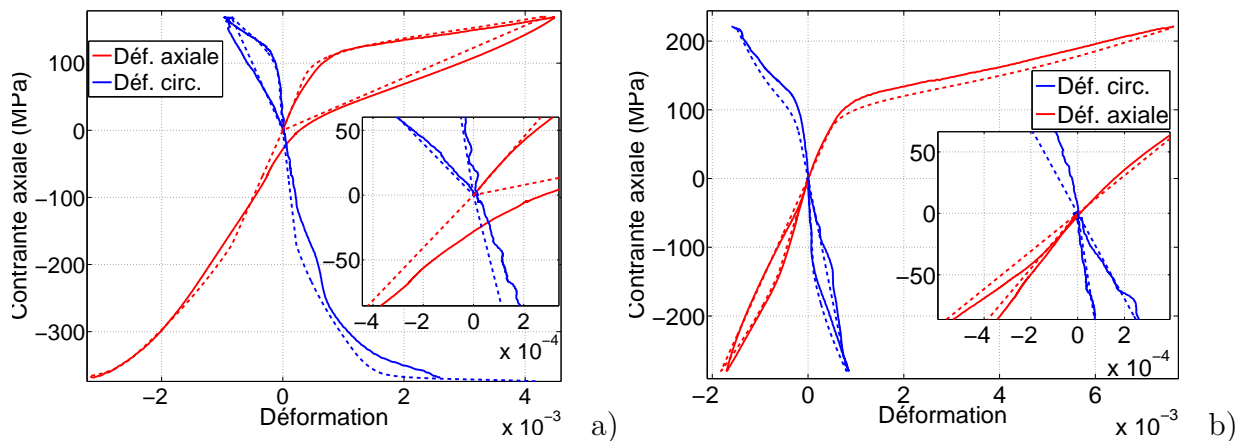 Contrainte axiale (MPa)
100
0
−100
−200
−300
Déf. axiale
Déf. circ.
50
0
−50
−4
−2
0
2
x 10⁻⁴
−2
0
2
4
Déformation
x 10⁻³
a)
Contrainte axiale (MPa)
200
100
0
−100
−200
Déf. circ.
Déf. axiale
50
0
−50
−4
−2
0
2
x 10⁻⁴
−2
0
2
4
6
Déformation
x 10⁻³
b)